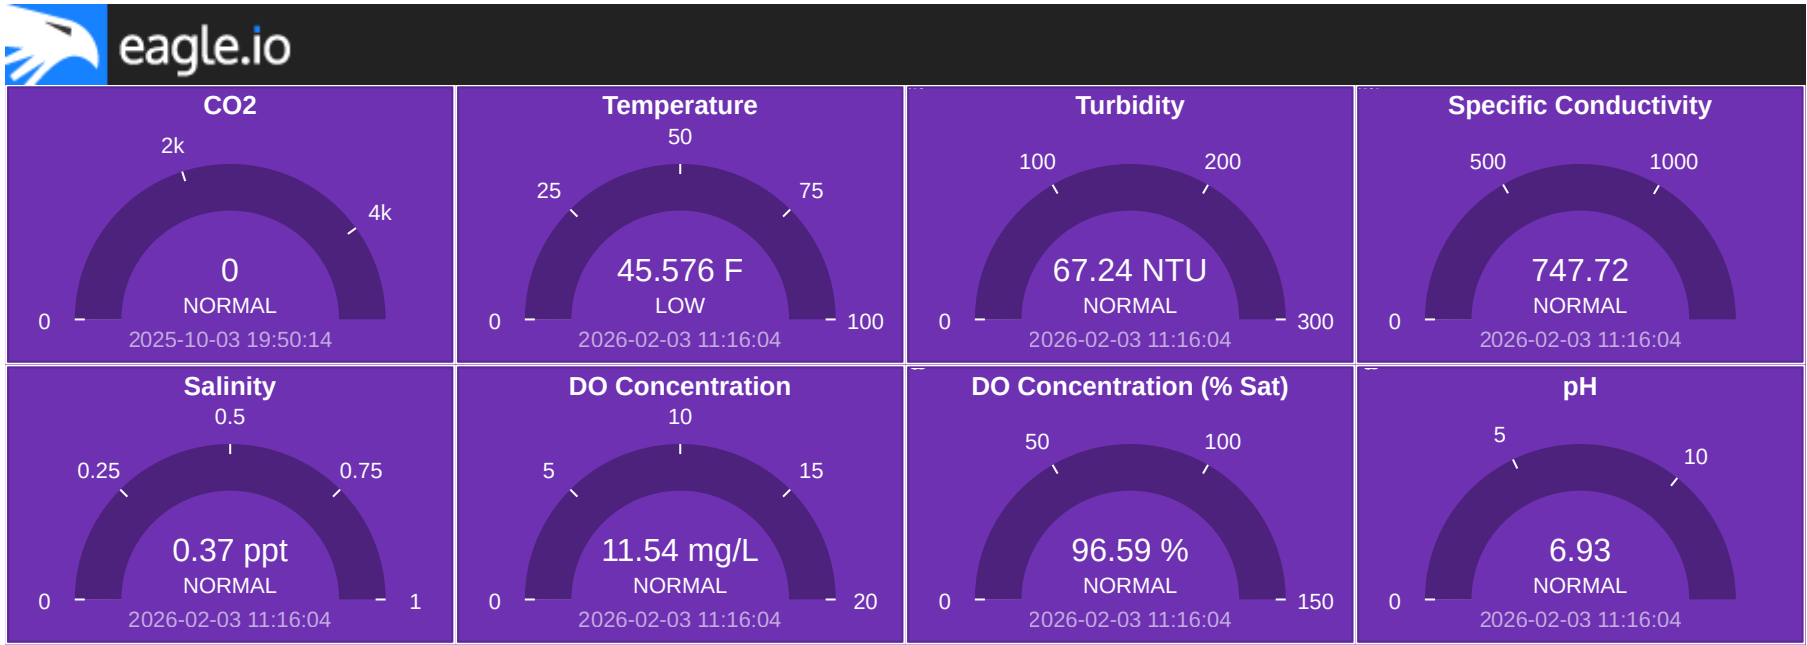 eagle.io
CO2
2k
4k
0
0
NORMAL
2025-10-03 19:50:14
Temperature
50
25
75
45.576 F
LOW
0
100
2026-02-03 11:16:04
Turbidity
100
200
67.24 NTU
NORMAL
0
300
2026-02-03 11:16:04
Specific Conductivity
500
1000
747.72
NORMAL
0
2026-02-03 11:16:04
Salinity
0.5
0.25
0.75
0.37 ppt
NORMAL
0
1
2026-02-03 11:16:04
DO Concentration
10
5
15
11.54 mg/L
NORMAL
0
20
2026-02-03 11:16:04
DO Concentration (% Sat)
50
100
96.59 %
NORMAL
0
150
2026-02-03 11:16:04
pH
5
10
6.93
NORMAL
0
2026-02-03 11:16:04